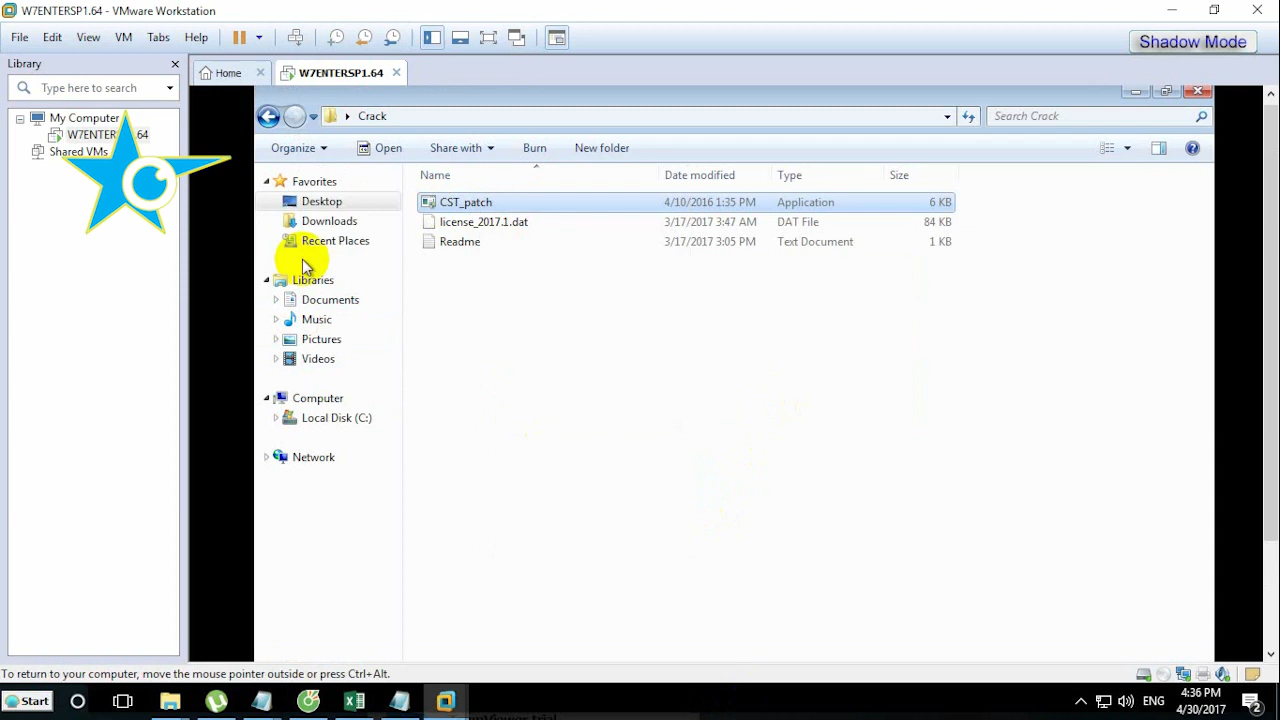 W7ENTERSP1.64 - VMware Workstation
File Edit View VM Tabs Help
Shadow Mode
Library
Home
W7ENTERSP1.64
Type here to search
Crack
Search Crack
My Computer
W7ENTER 64
Shared VMs
Organize Open Share with Burn New folder
Favorites
Desktop
Downloads
Recent Places
Libraries
Documents
Music
Pictures
Videos
Computer
Local Disk (C:)
Network
Name Date modified Type Size
CST_patch 4/10/2016 1:35 PM Application 6 KB
license_2017.1.dat 3/17/2017 3:47 AM DAT File 84 KB
Readme 3/17/2017 3:05 PM Text Document 1 KB
To return to your computer, move the mouse pointer outside or press Ctrl+Alt.
Start
ENG
4:36 PM
4/30/2017
2